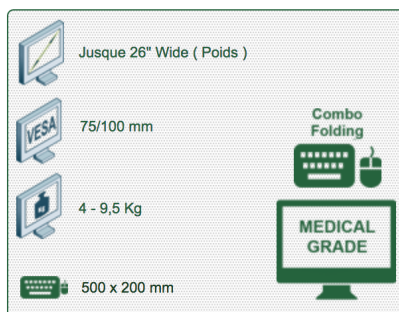 Jusque 26" Wide ( Poids )
VESA
75/100 mm
KG
4 - 9,5 Kg
500 x 200 mm
Combo
Folding
MEDICAL
GRADE